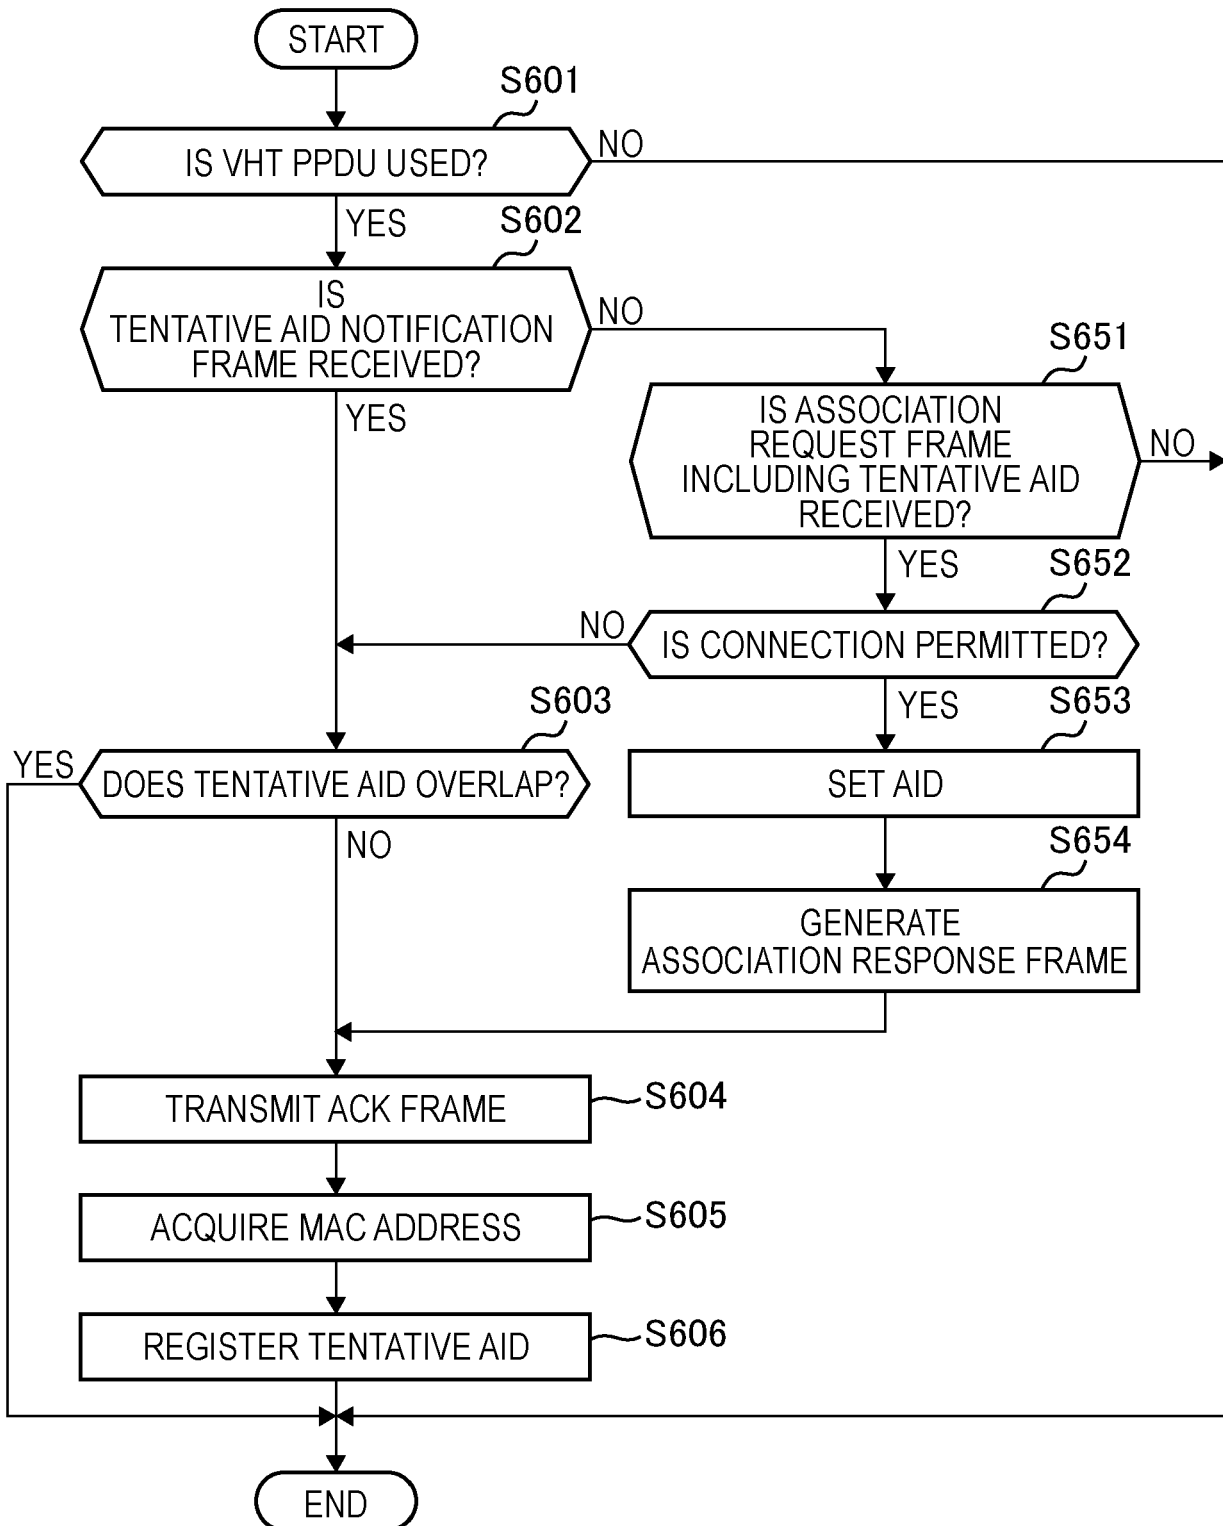 START
S601
IS VHT PPDU USED?
NO
YES
S602
IS
TENTATIVE AID NOTIFICATION
FRAME RECEIVED?
NO
YES
S651
IS ASSOCIATION
REQUEST FRAME
INCLUDING TENTATIVE AID
RECEIVED?
NO
YES
S652
IS CONNECTION PERMITTED?
NO
YES
S603
DOES TENTATIVE AID OVERLAP?
YES
NO
S653
SET AID
S654
GENERATE
ASSOCIATION RESPONSE FRAME
TRANSMIT ACK FRAME
S604
ACQUIRE MAC ADDRESS
S605
REGISTER TENTATIVE AID
S606
END